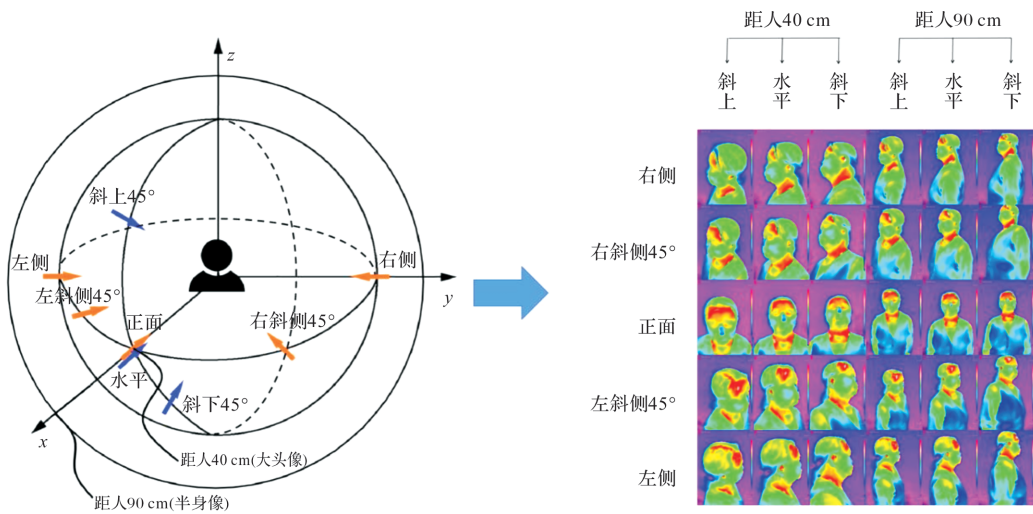 z
斜上45°
左侧
右侧
y
左斜侧45°
正面
右斜侧45°
水平
斜下45°
x
距人40 cm(大头像)
距人90 cm(半身像)
距人40 cm
距人90 cm
斜上
水平
斜下
斜上
水平
斜下
右侧
右斜侧45°
正面
左斜侧45°
左侧